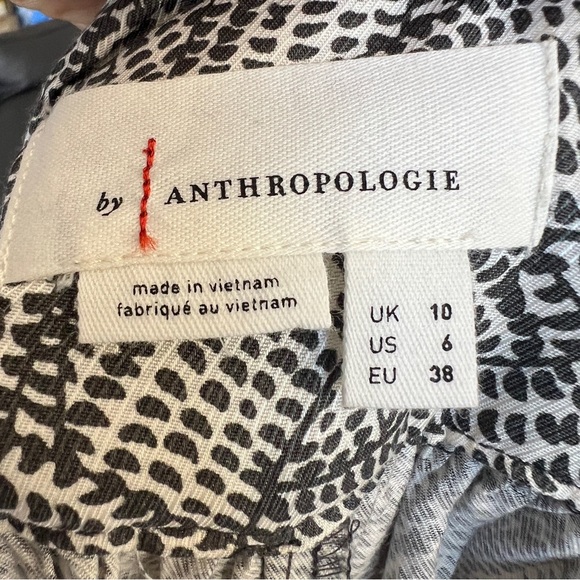 by ANTHROPOLOGIE
made in vietnam
fabriqué au vietnam
UK 10
US 6
EU 38